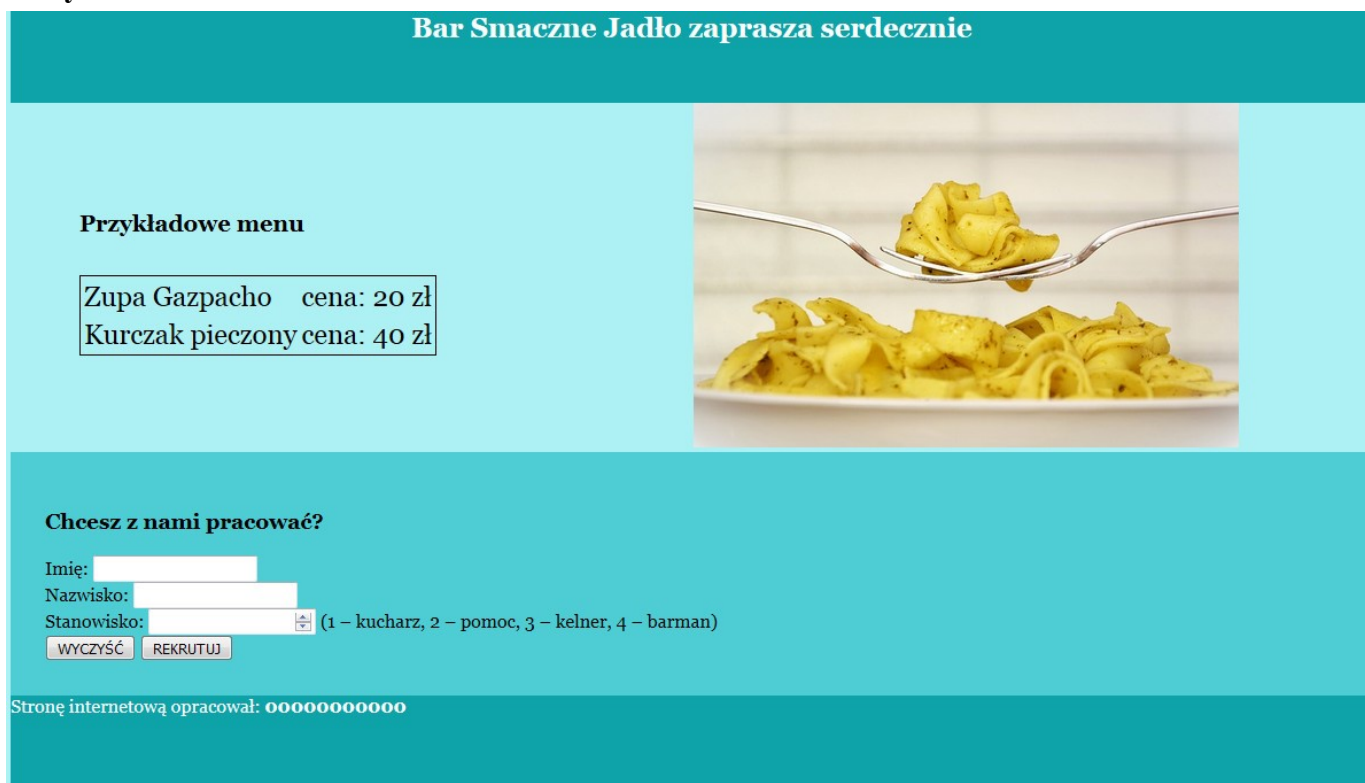 Bar Smaczne Jadło zaprasza serdecznie
Przykładowe menu
Zupa Gazpacho cena: 20 zł
Kurczak pieczony cena: 40 zł
Chcesz z nami pracować?
Imię:
Nazwisko:
Stanowisko: (1 – kucharz, 2 – pomoc, 3 – kelner, 4 – barman)
WYCZYŚĆ REKRUTUJ
Stronę internetową opracował: 00000000000